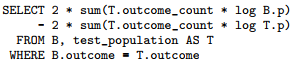 SELECT 2 * sum(T.outcome_count * log B.p)
- 2 * sum(T.outcome_count * log T.p)
FROM B, test_population AS T
WHERE B.outcome = T.outcome